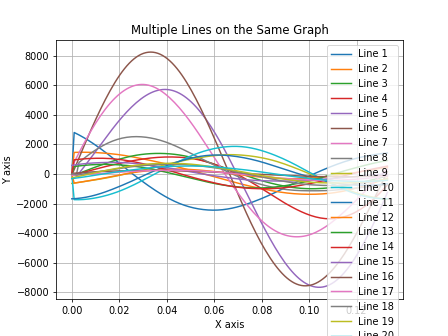 Multiple Lines on the Same Graph
8000
6000
4000
2000
0
−2000
−4000
−6000
−8000
Y axis
0.00
0.02
0.04
0.06
0.08
0.10
X axis
Line 1
Line 2
Line 3
Line 4
Line 5
Line 6
Line 7
Line 8
Line 9
Line 10
Line 11
Line 12
Line 13
Line 14
Line 15
Line 16
Line 17
Line 18
Line 19
Line 20